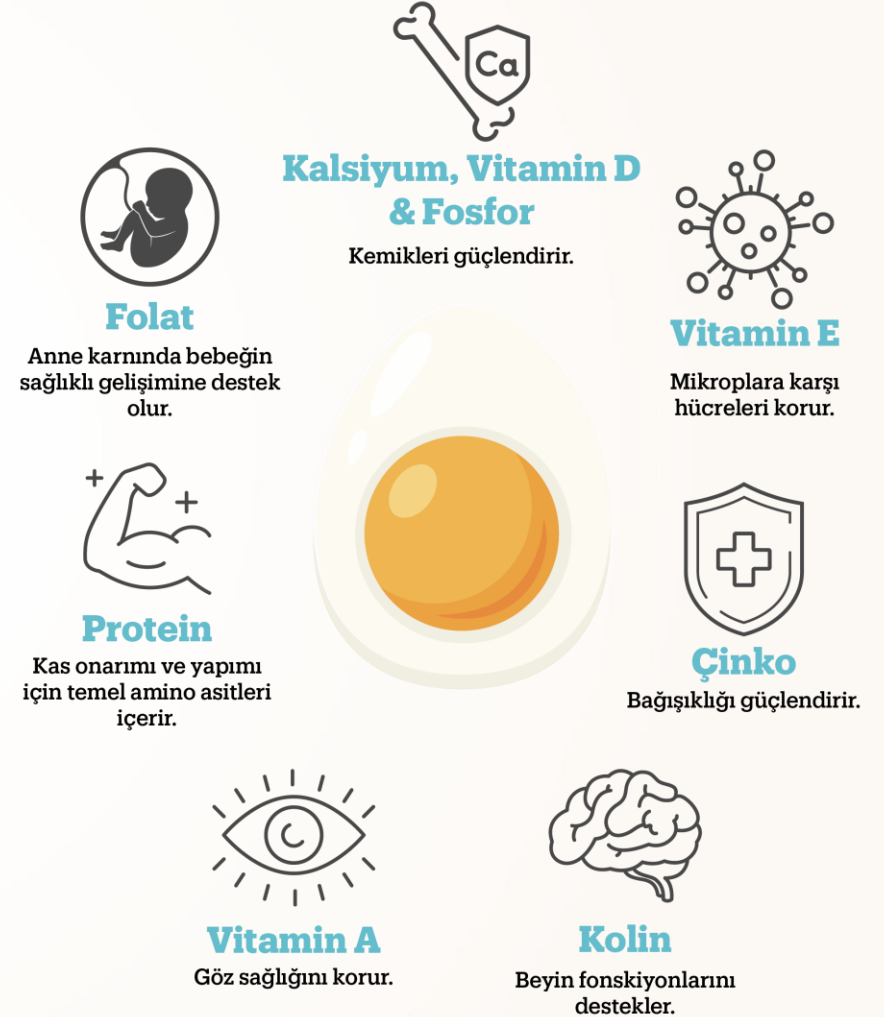 Ca
Kalsiyum, Vitamin D
& Fosfor
Kemikleri güçlendirir.
Folat
Anne karnında bebeğin
sağlıklı gelişimine destek
olur.
Vitamin E
Mikroplara karşı
hücreleri korur.
Protein
Kas onarımı ve yapımı
için temel amino asitleri
içerir.
Çinko
Bağışıklığı güçlendirir.
Vitamin A
Göz sağlığını korur.
Kolin
Beyin fonskiyonlarını
destekler.